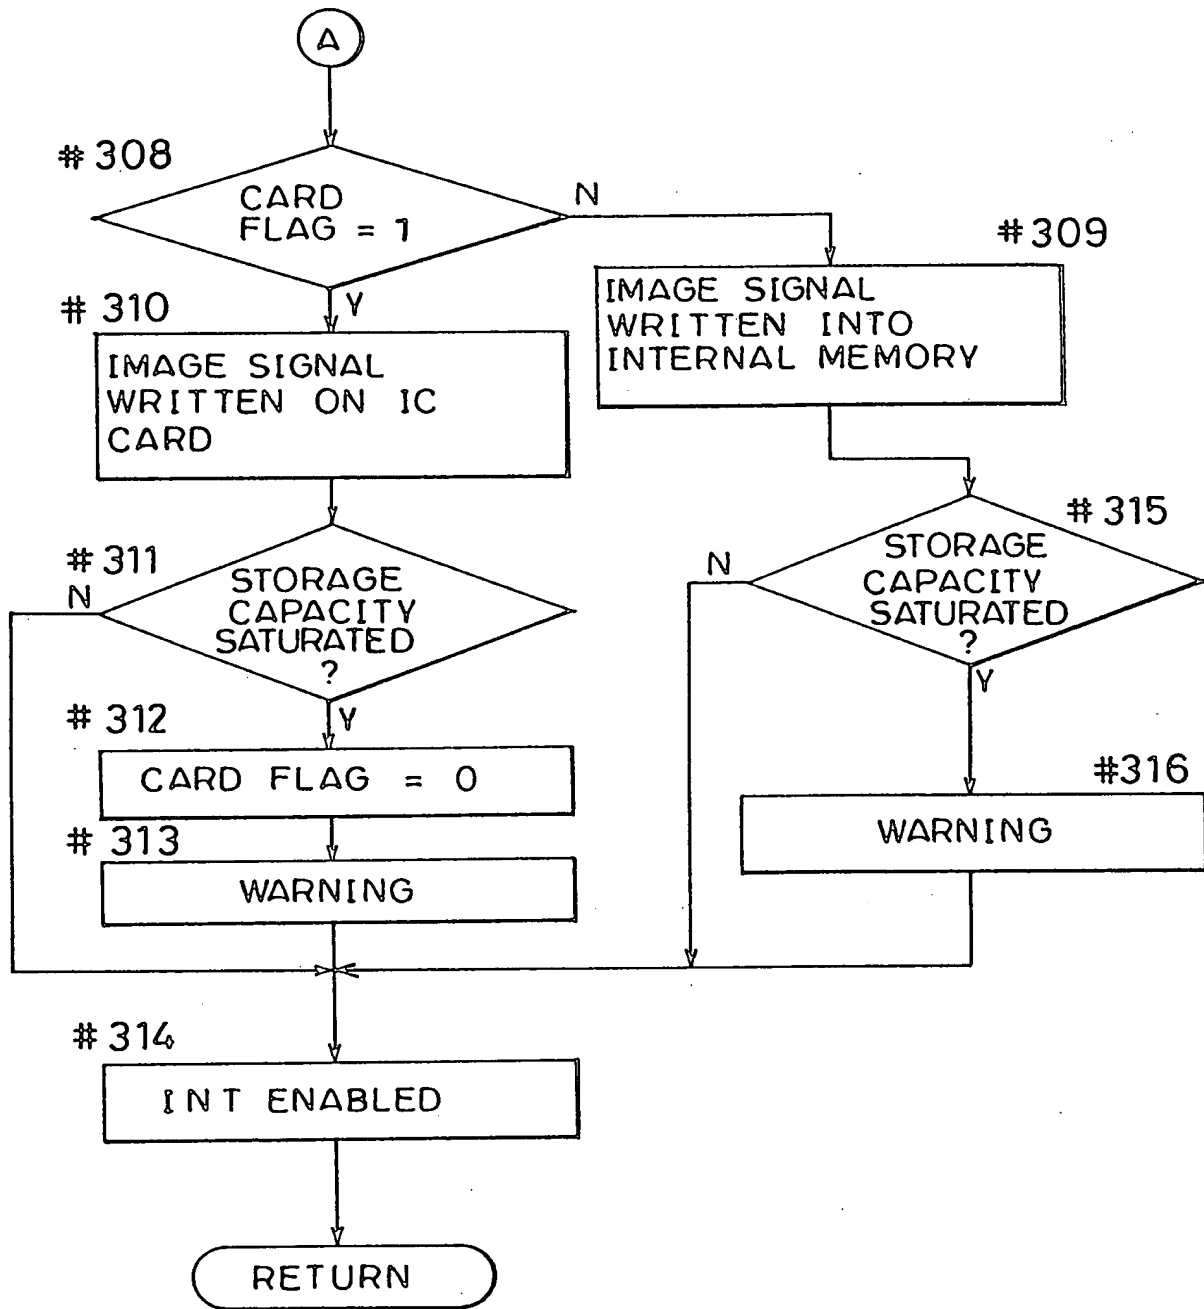 A
# 308
CARD
FLAG = 1
N
Y
# 309
IMAGE SIGNAL
WRITTEN INTO
INTERNAL MEMORY
# 310
IMAGE SIGNAL
WRITTEN ON IC
CARD
# 311
N
STORAGE
CAPACITY
SATURATED
?
Y
# 315
N
STORAGE
CAPACITY
SATURATED
?
Y
# 312
CARD FLAG = 0
#316
WARNING
# 313
WARNING
# 314
INT ENABLED
RETURN